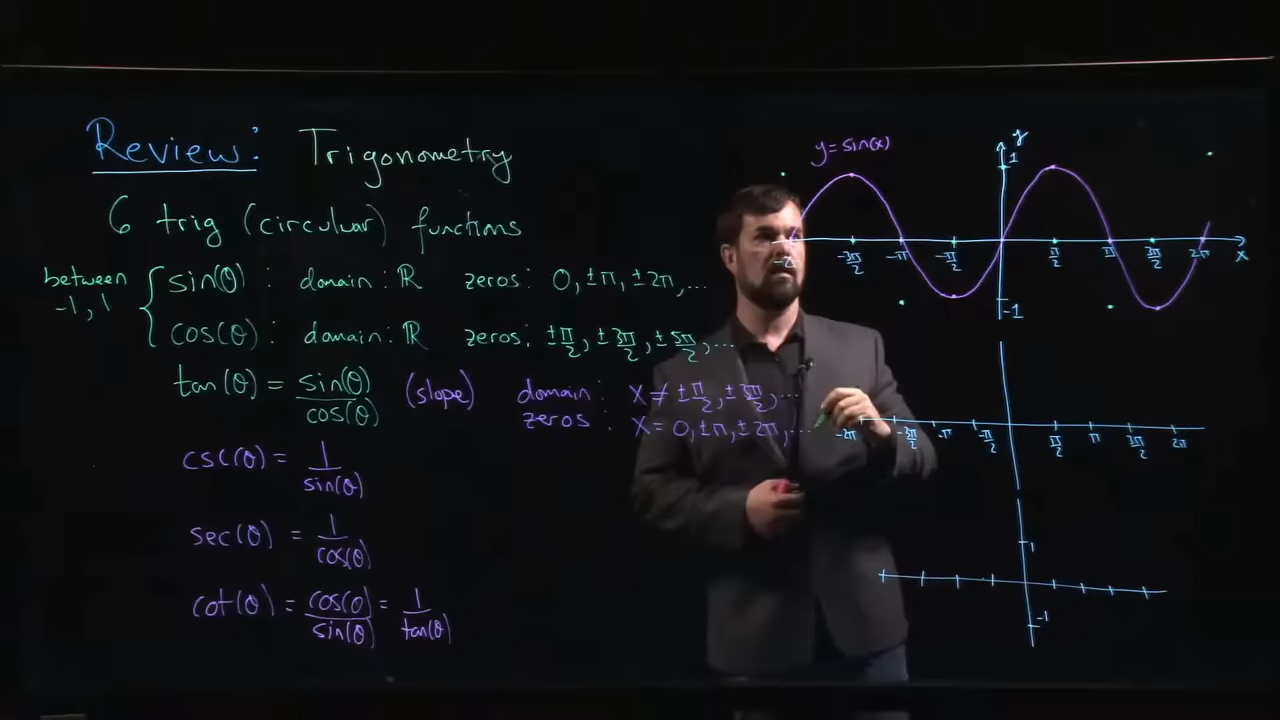 Review: Trigonometry
6 trig (circular) functions
between -1, 1
sin(θ) : domain: ℝ zeros: 0, ±π, ±2π, ...
cos(θ) : domain: ℝ zeros: ±π/2, ±3π/2, ±5π/2, ...
tan(θ) = sin(θ)/cos(θ) (slope) domain: x ≠ ±π/2, ±3π/2, ...
zeros: x = 0, ±π, ±2π, ...
csc(θ) = 1/sin(θ)
sec(θ) = 1/cos(θ)
cot(θ) = cos(θ)/sin(θ) = 1/tan(θ)
y = sin(x)
y
1
-3π/2 -π -π/2 π/2 π 3π/2 2π x
-1
-2π -3π/2 -π -π/2 π/2 π 3π/2 2π
1
-1